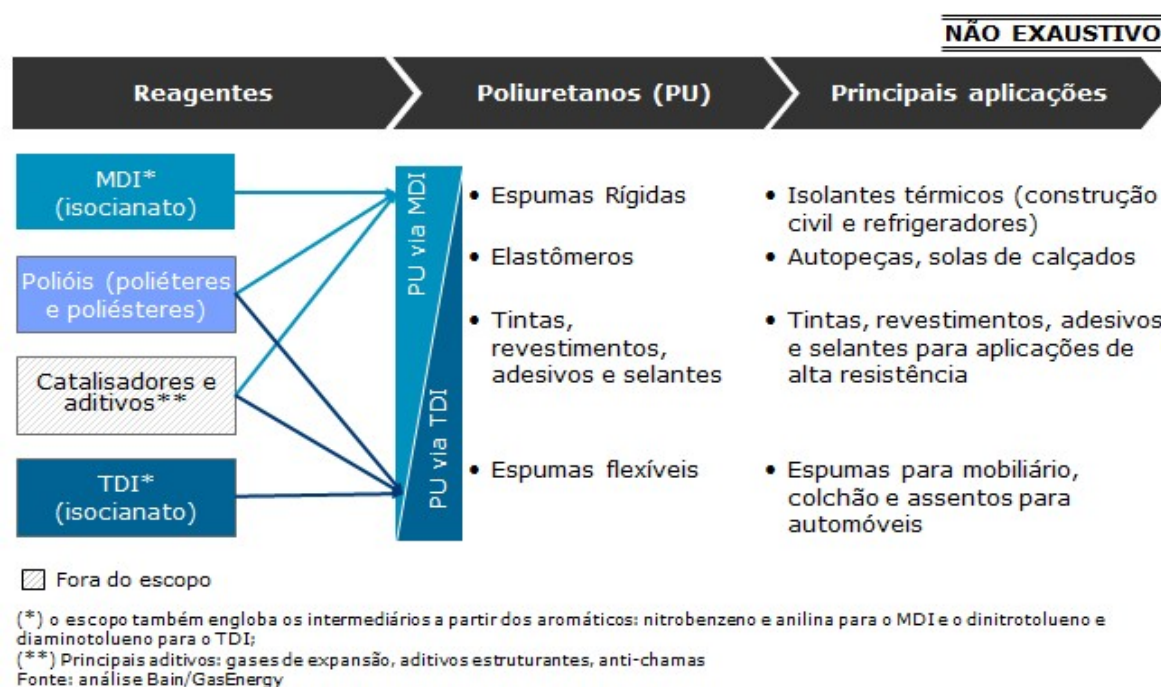 NÃO EXAUSTIVO
Reagentes
Poliuretanos (PU)
Principais aplicações
MDI*
(isocianato)
Polióis (poliéteres
e poliésteres)
Catalisadores e
aditivos**
TDI*
(isocianato)
PU via MDI
PU via TDI
• Espumas Rígidas
• Elastômeros
• Tintas,
revestimentos,
adesivos e selantes
• Espumas flexíveis
• Isolantes térmicos (construção
civil e refrigeradores)
• Autopeças, solas de calçados
• Tintas, revestimentos, adesivos
e selantes para aplicações de
alta resistência
• Espumas para mobiliário,
colchão e assentos para
automóveis
Fora do escopo
(*) o escopo também engloba os intermediários a partir dos aromáticos: nitrobenzeno e anilina para o MDI e o dinitrotolueno e
diaminotolueno para o TDI;
(**) Principais aditivos: gases de expansão, aditivos estruturantes, anti-chamas
Fonte: análise Bain/GasEnergy